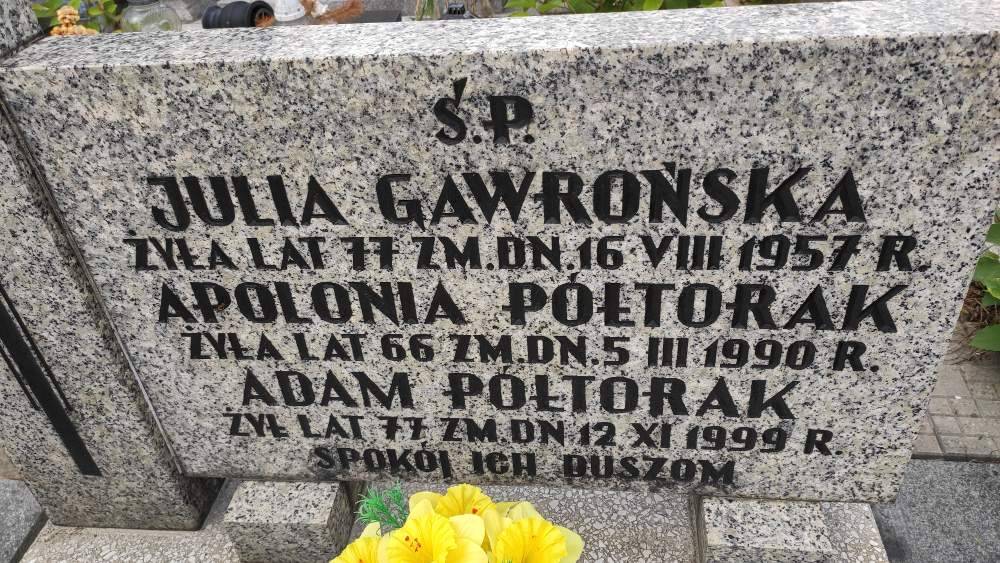 Ś.P.
JULIA GAWROŃSKA
ŻYŁA LAT 77 ZM.DN.16 VIII 1957 R.
APOLONIA PÓŁTORAK
ŻYŁA LAT 66 ZM.DN.5 III 1990 R.
ADAM PÓŁTORAK
ŻYŁ LAT 77 ZM.DN 12 XI 1999 R.
SPOKÓJ ICH DUSZOM